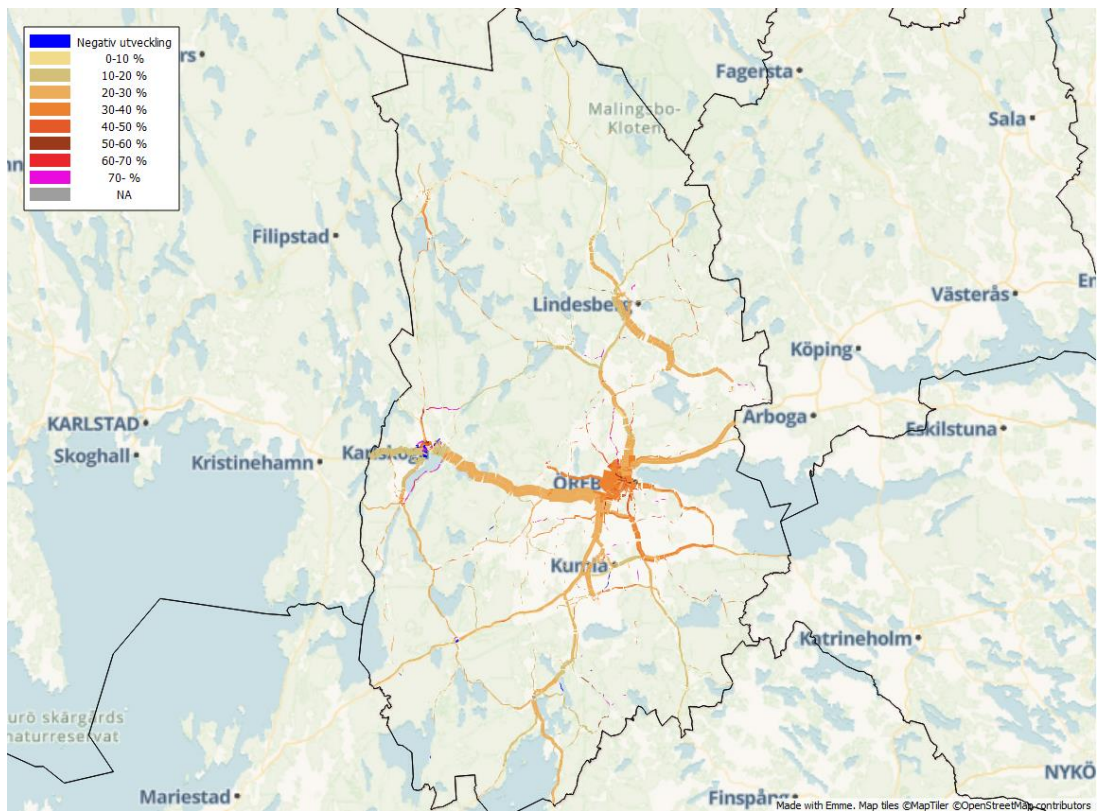 Negativ utveckling
0-10 %
10-20 %
20-30 %
30-40 %
40-50 %
50-60 %
60-70 %
70- %
NA
Fagersta
Malingsbo-
Kloten
Sala
Filipstad
Lindesberg
Västerås
Köping
KARLSTAD
Arboga
Eskilstuna
Skoghall
Kristinehamn
Karlskoga
ÖREB
Kumla
Katrineholm
urö skärgårds
naturreservat
NYKÖ
Mariestad
Finspång
Made with Emme. Map tiles ©MapTiler ©OpenStreetMap contributors